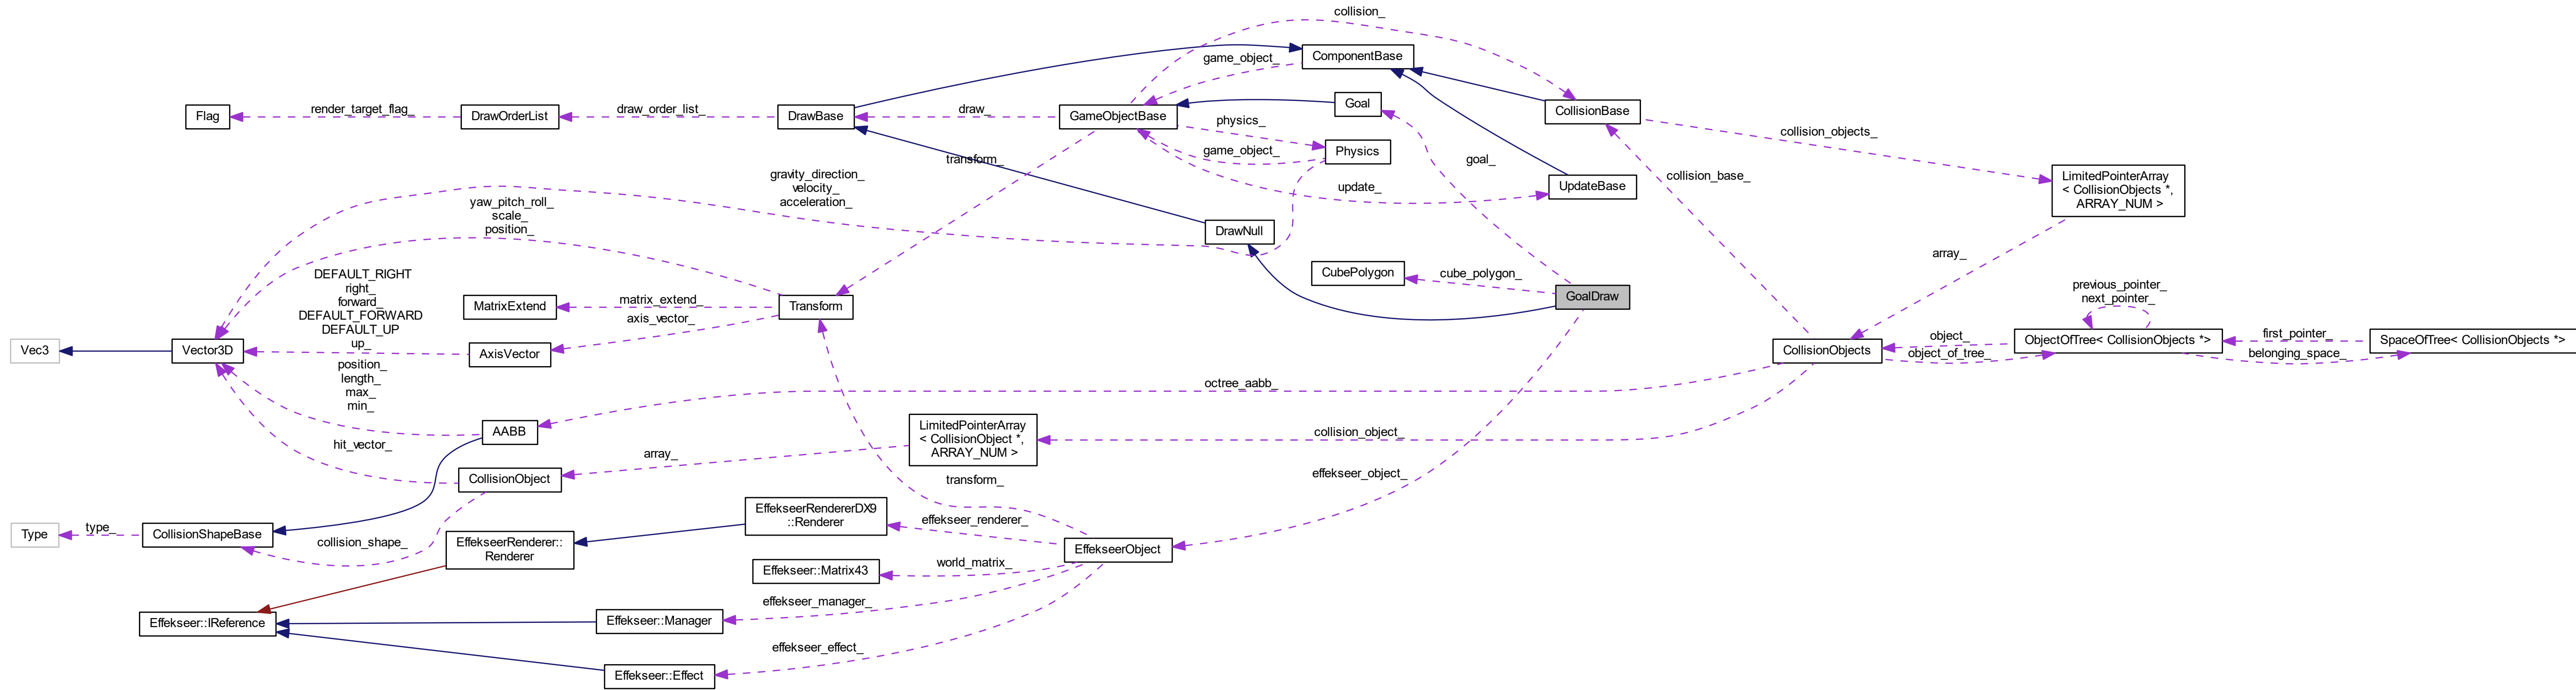 collision_
ComponentBase
game_object_
Flag
render_target_flag_
DrawOrderList
draw_order_list_
DrawBase
draw_
GameObjectBase
Goal
CollisionBase
physics_
collision_objects_
game_object_
Physics
transform_
goal_
gravity_direction_
velocity_
acceleration_
update_
UpdateBase
collision_base_
LimitedPointerArray
< CollisionObjects *,
ARRAY_NUM >
yaw_pitch_roll_
scale_
position_
DrawNull
array_
DEFAULT_RIGHT
right_
forward_
DEFAULT_FORWARD
DEFAULT_UP
up_
CubePolygon
cube_polygon_
GoalDraw
MatrixExtend
matrix_extend_
axis_vector_
Transform
previous_pointer_
next_pointer_
Vec3
Vector3D
AxisVector
CollisionObjects
object_
object_of_tree_
ObjectOfTree< CollisionObjects *>
first_pointer_
belonging_space_
SpaceOfTree< CollisionObjects *>
position_
length_
max_
min_
octree_aabb_
AABB
LimitedPointerArray
< CollisionObject *,
ARRAY_NUM >
collision_object_
hit_vector_
array_
CollisionObject
transform_
effekseer_object_
Type
type_
CollisionShapeBase
collision_shape_
EffekseerRenderer::
Renderer
EffekseerRendererDX9
::Renderer
effekseer_renderer_
EffekseerObject
Effekseer::Matrix43
world_matrix_
effekseer_manager_
Effekseer::IReference
Effekseer::Manager
effekseer_effect_
Effekseer::Effect